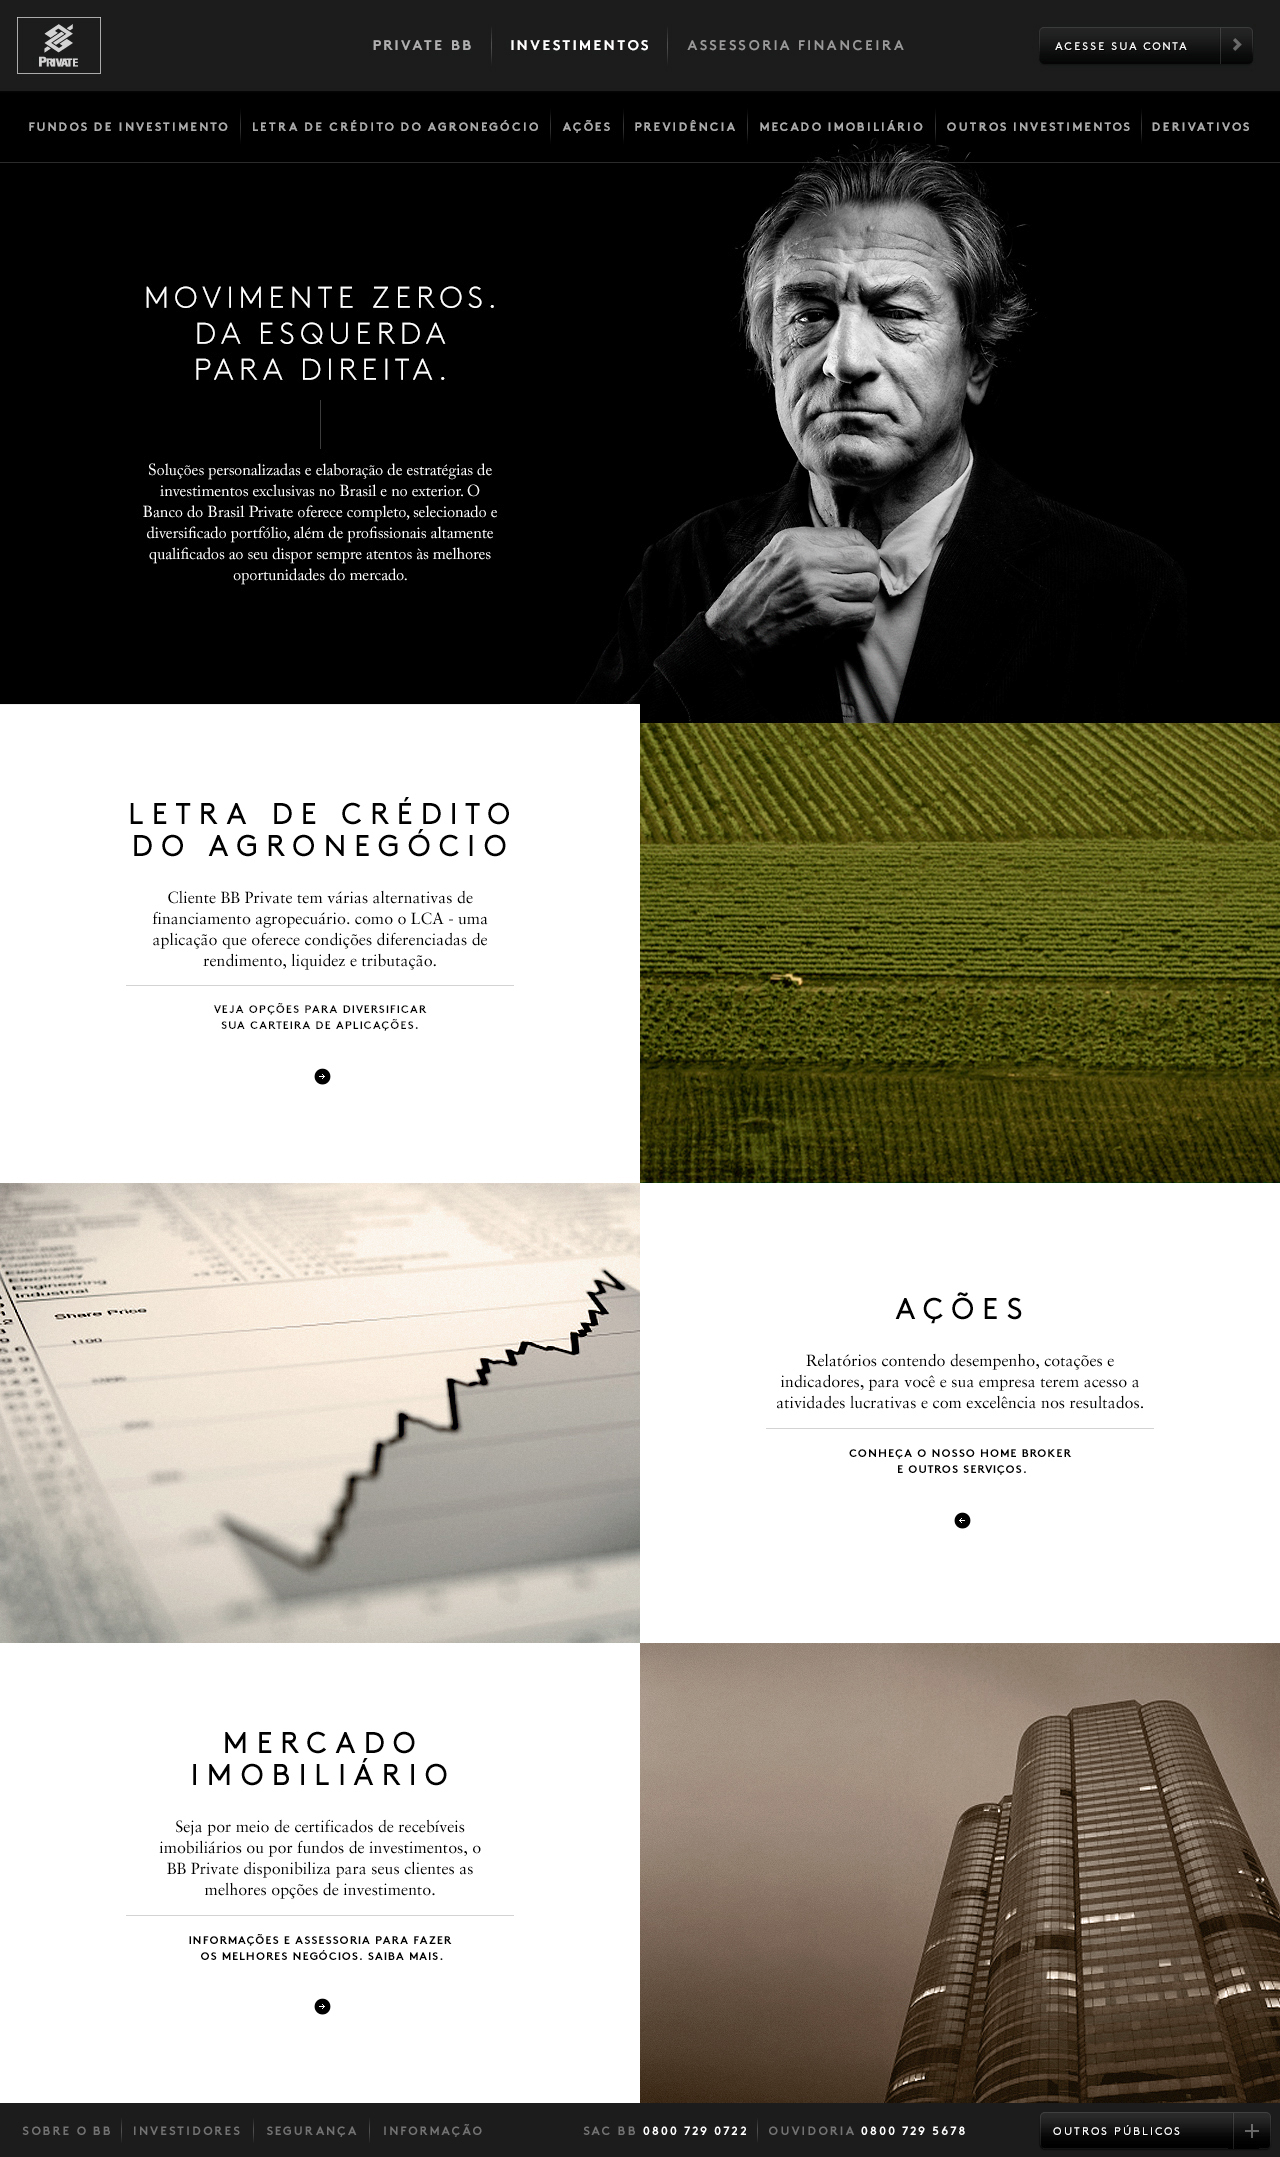 PRIVATE
PRIVATE BB
INVESTIMENTOS
ASSESSORIA FINANCEIRA
ACESSE SUA CONTA
FUNDOS DE INVESTIMENTO
LETRA DE CRÉDITO DO AGRONEGÓCIO
AÇÕES
PREVIDÊNCIA
MECADO IMOBILIÁRIO
OUTROS INVESTIMENTOS
DERIVATIVOS
MOVIMENTE ZEROS.
DA ESQUERDA
PARA DIREITA.
Soluções personalizadas e elaboração de estratégias de
investimentos exclusivas no Brasil e no exterior. O
Banco do Brasil Private oferece completo, selecionado e
diversificado portfólio, além de profissionais altamente
qualificados ao seu dispor sempre atentos às melhores
oportunidades do mercado.
LETRA DE CRÉDITO
DO AGRONEGÓCIO
Cliente BB Private tem várias alternativas de
financiamento agropecuário. como o LCA - uma
aplicação que oferece condições diferenciadas de
rendimento, liquidez e tributação.
VEJA OPÇÕES PARA DIVERSIFICAR
SUA CARTEIRA DE APLICAÇÕES.
Electricity
Engineering
Industrial
Share Price
1100
AÇÕES
Relatórios contendo desempenho, cotações e
indicadores, para você e sua empresa terem acesso a
atividades lucrativas e com excelência nos resultados.
CONHEÇA O NOSSO HOME BROKER
E OUTROS SERVIÇOS.
MERCADO
IMOBILIÁRIO
Seja por meio de certificados de recebíveis
imobiliários ou por fundos de investimentos, o
BB Private disponibiliza para seus clientes as
melhores opções de investimento.
INFORMAÇÕES E ASSESSORIA PARA FAZER
OS MELHORES NEGÓCIOS. SAIBA MAIS.
SOBRE O BB
INVESTIDORES
SEGURANÇA
INFORMAÇÃO
SAC BB 0800 729 0722
OUVIDORIA 0800 729 5678
OUTROS PÚBLICOS